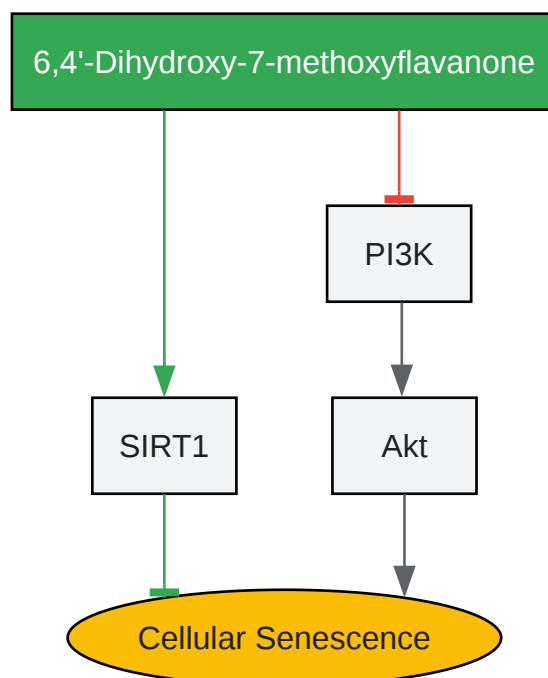 6,4'-Dihydroxy-7-methoxyflavanone
PI3K
SIRT1
Akt
Cellular Senescence